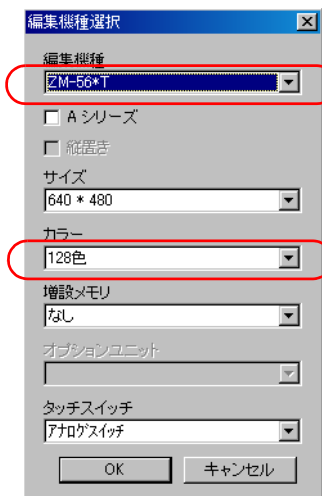 編集機種選択
編集機種
ZM-56*T
Aシリーズ
縦置き
サイズ
640 * 480
カラー
128色
増設メモリ
なし
オプションユニット
タッチスイッチ
アナログスイッチ
OK
キャンセル